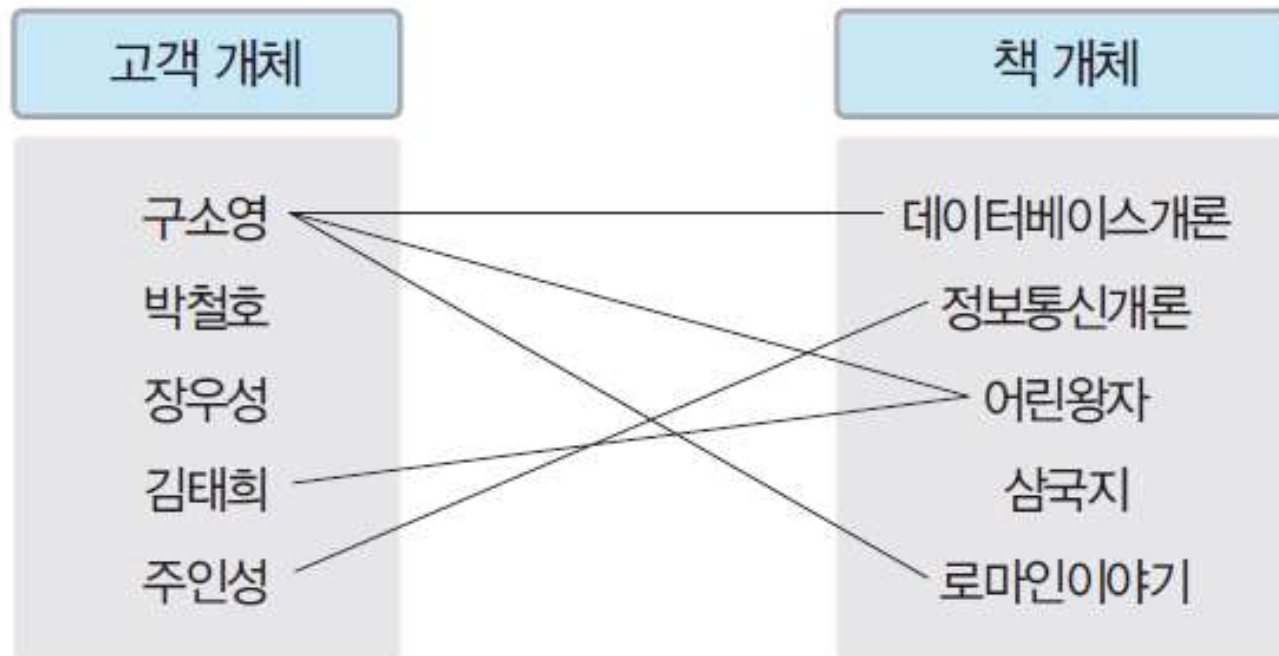 고객 개체
구소영
박철호
장우성
김태희
주인성
책 개체
데이터베이스개론
정보통신개론
어린왕자
삼국지
로마인이야기